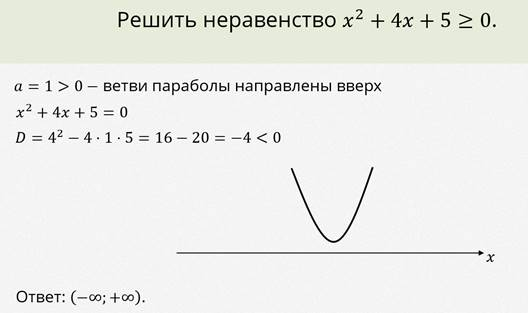 Решить неравенство x² + 4x + 5 ≥ 0.
a = 1 > 0 − ветви параболы направлены вверх
x² + 4x + 5 = 0
D = 4² − 4 · 1 · 5 = 16 − 20 = −4 < 0
x
Ответ: (−∞; +∞).